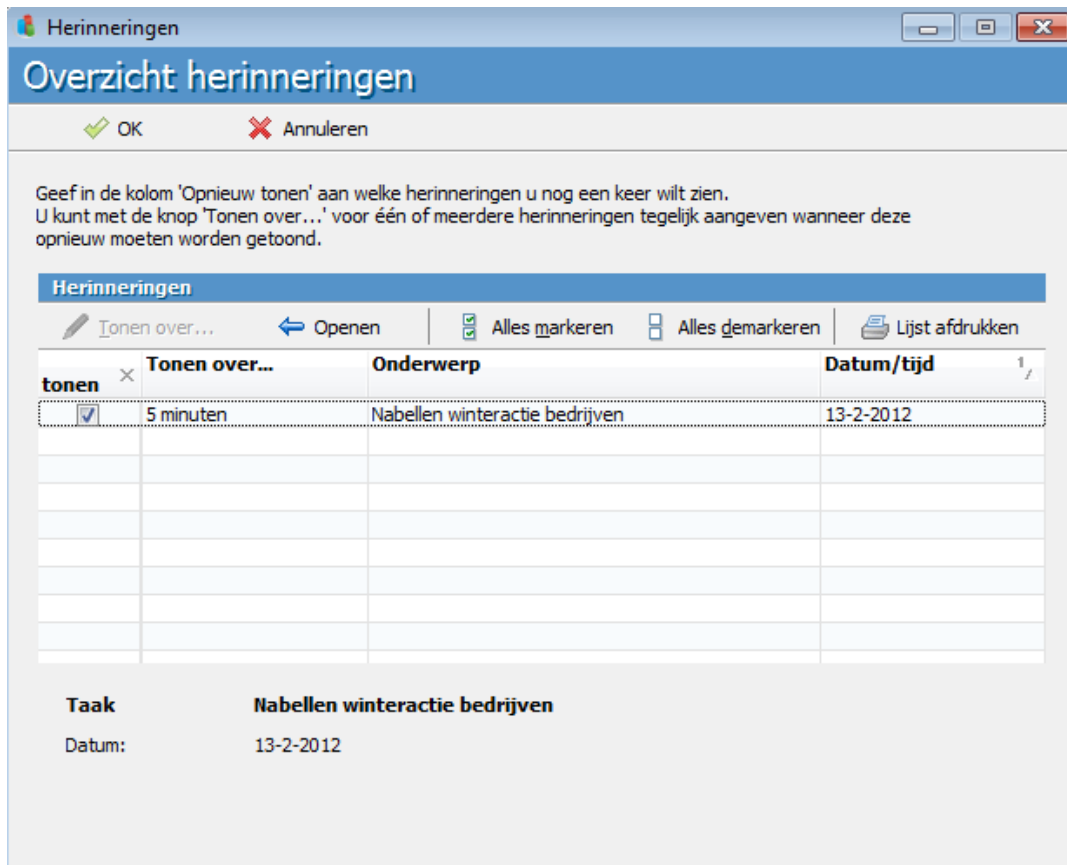 Herinneringen
Overzicht herinneringen
OK Annuleren
Geef in de kolom 'Opnieuw tonen' aan welke herinneringen u nog een keer wilt zien.
U kunt met de knop 'Tonen over...' voor één of meerdere herinneringen tegelijk aangeven wanneer deze
opnieuw moeten worden getoond.
Herinneringen
Tonen over... Openen Alles markeren Alles demarkeren Lijst afdrukken
tonen Tonen over... Onderwerp Datum/tijd 1/
5 minuten Nabellen winteractie bedrijven 13-2-2012
Taak Nabellen winteractie bedrijven
Datum: 13-2-2012